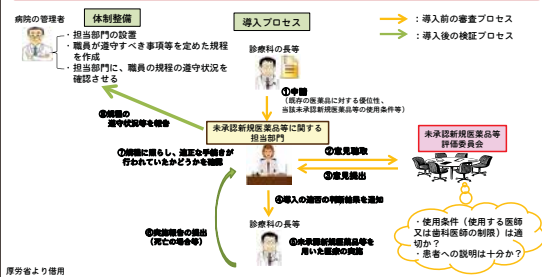 病院の管理者
体制整備
・担当部門の設置
・職員が遵守すべき事項等を定めた規程
を作成
・担当部門に、職員の規程の遵守状況を
確認させる
導入プロセス
：導入前の審査プロセス
：導入後の検証プロセス
診療科の長等
①申請
（既存の医薬品に対する優位性、
当該未承認新規医薬品等の使用条件等）
⑧規程の
遵守状況等を報告
未承認新規医薬品等に関する
担当部門
⑦規程に照らし、適正な手続きが
行われていたかどうかを確認
②意見聴取
③意見提出
未承認新規医薬品等
評価委員会
④導入の適否の判断結果を通知
診療科の長等
⑥実施報告の提出
（死亡の場合等）
⑤未承認新規医薬品等を
用いた医療の実施
・使用条件（使用する医師
又は歯科医師の制限）は適
切か？
・患者への説明は十分か？
厚労省より借用